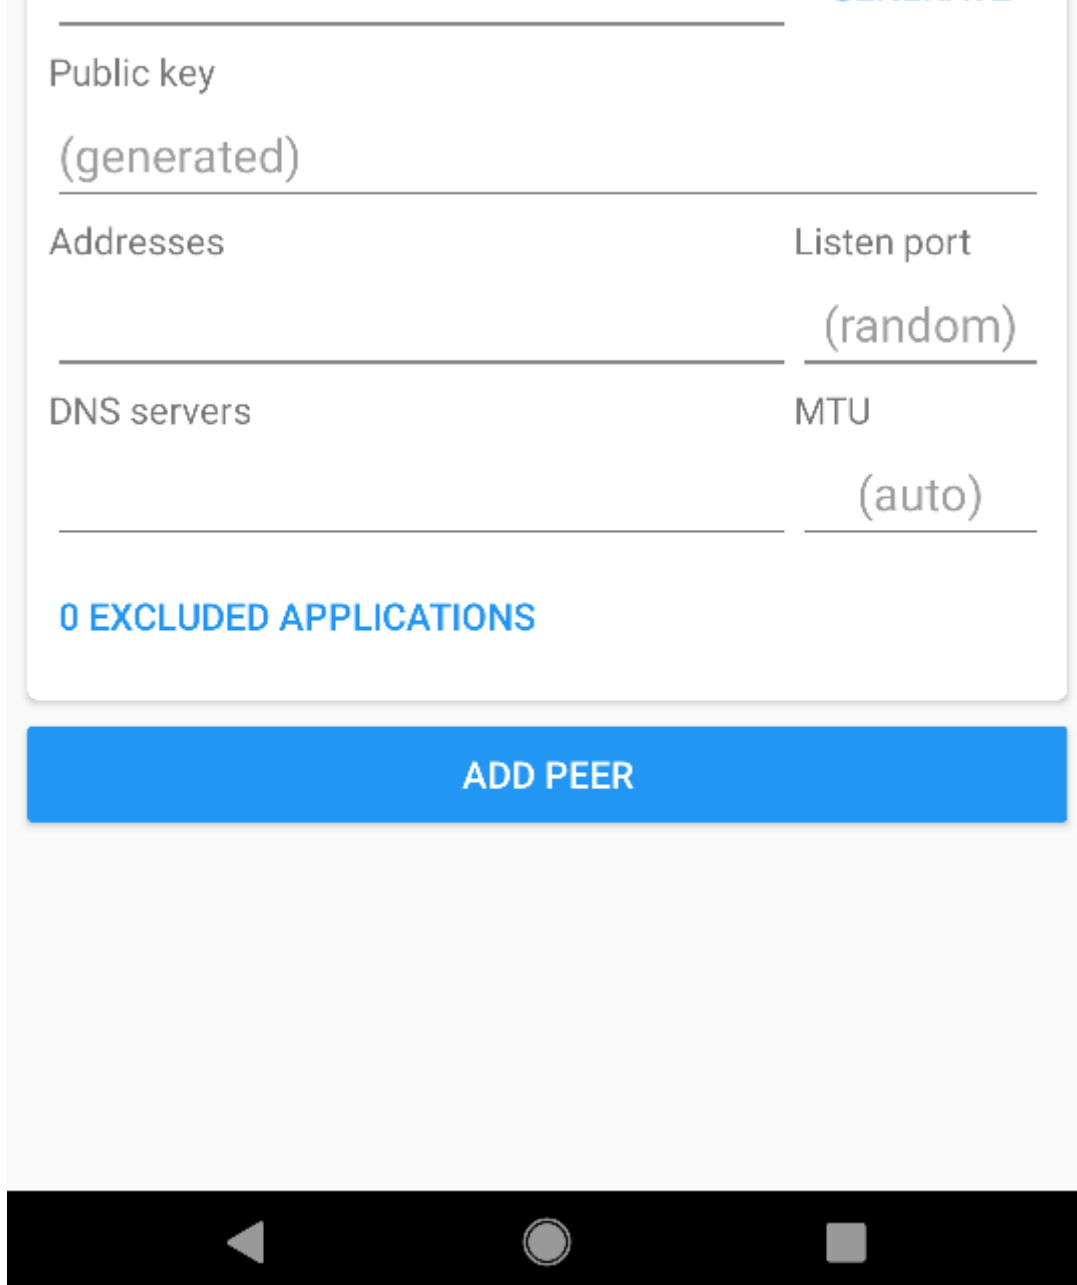 Public key
(generated)
Addresses
Listen port
(random)
DNS servers
MTU
(auto)
0 EXCLUDED APPLICATIONS
ADD PEER